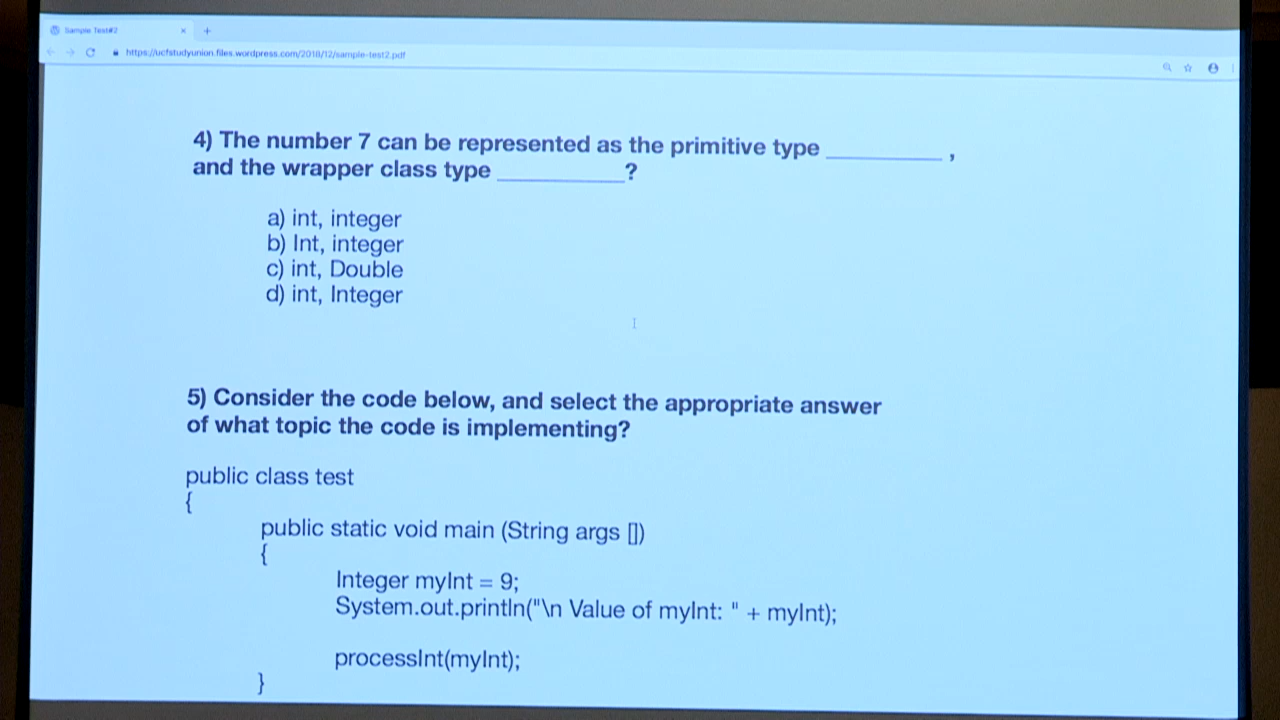 Sample Test#2
https://ucfstudyunion.files.wordpress.com/2018/12/sample-test2.pdf
4) The number 7 can be represented as the primitive type __________ ,
and the wrapper class type ___________?
a) int, integer
b) Int, integer
c) int, Double
d) int, Integer
5) Consider the code below, and select the appropriate answer
of what topic the code is implementing?
public class test
{
public static void main (String args [])
{
Integer myInt = 9;
System.out.println("\n Value of myInt: " + myInt);
processInt(myInt);
}